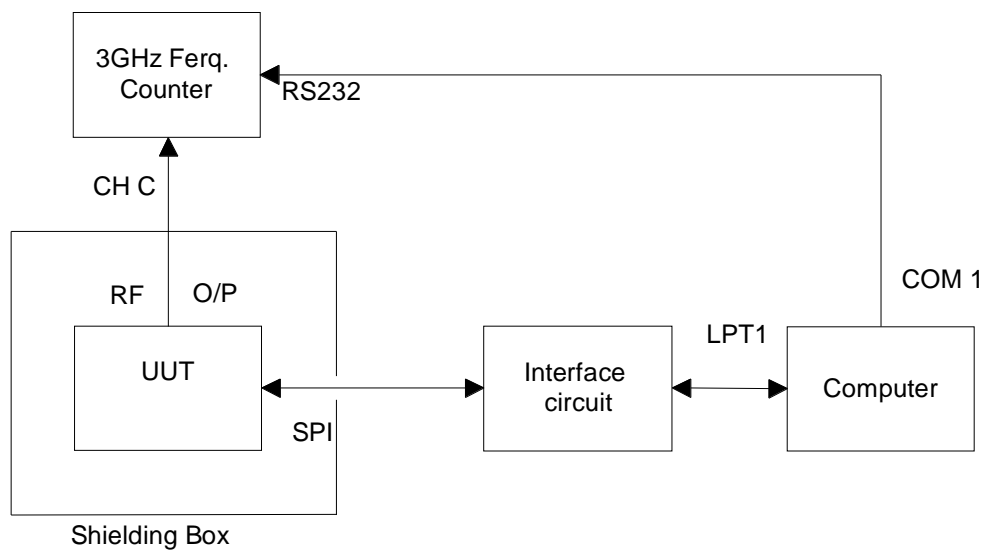 3GHz Ferq.
Counter
RS232
CH C
RF O/P
COM 1
UUT
LPT1
Interface
circuit
Computer
SPI
Shielding Box